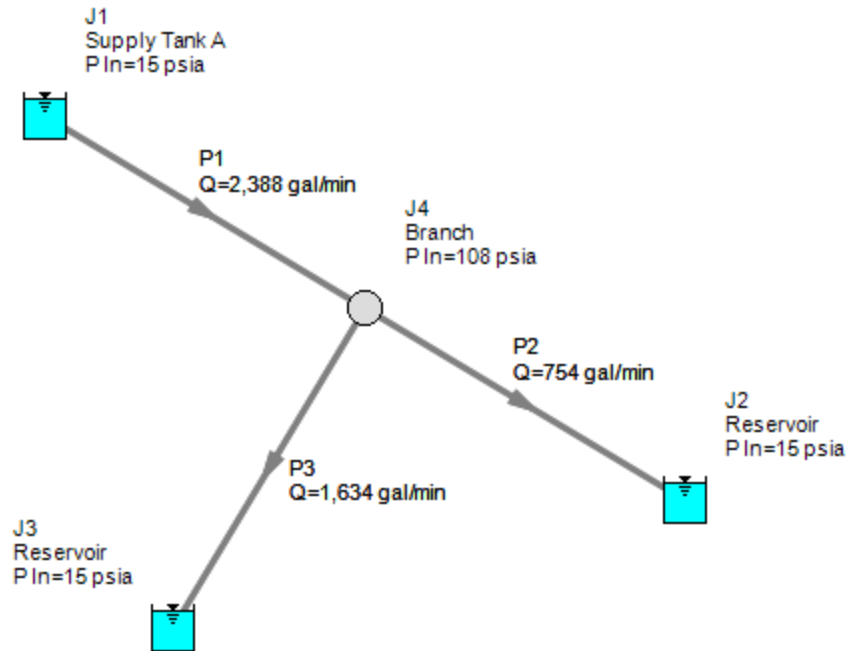 J1
Supply Tank A
P In=15 psia
P1
Q=2,388 gal/min
J4
Branch
P In=108 psia
P2
Q=754 gal/min
J2
Reservoir
P In=15 psia
P3
Q=1,634 gal/min
J3
Reservoir
P In=15 psia